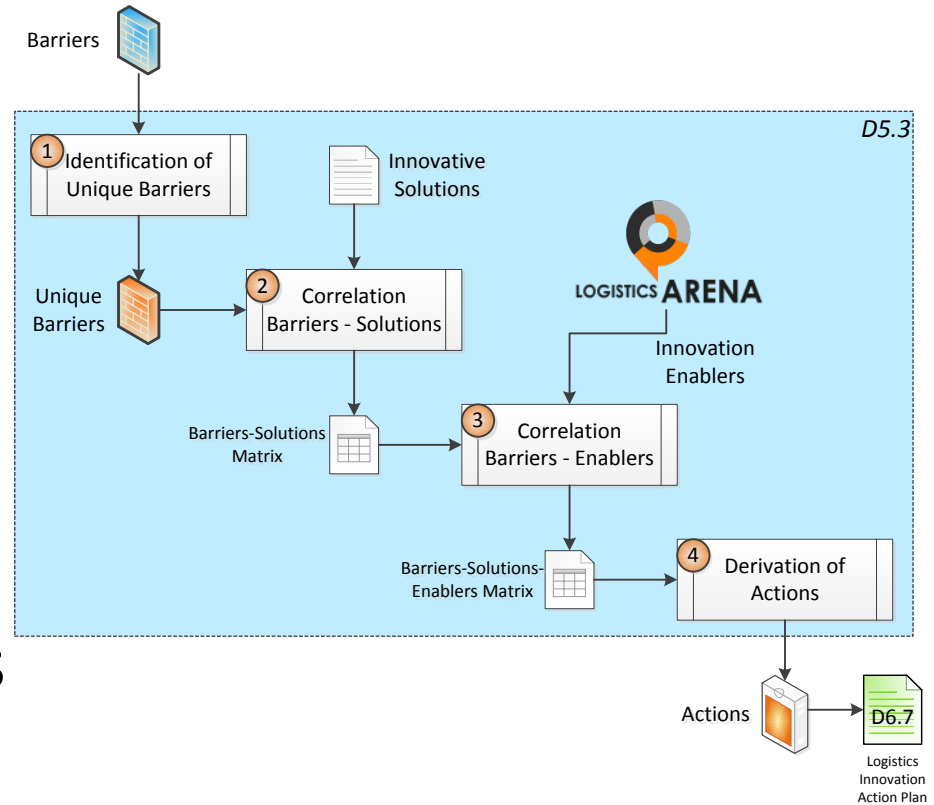 Barriers
D5.3
1
Identification of
Unique Barriers
Innovative
Solutions
LOGISTICS ARENA
Unique
Barriers
2
Correlation
Barriers - Solutions
Innovation
Enablers
Barriers-Solutions
Matrix
3
Correlation
Barriers - Enablers
Barriers-Solutions-
Enablers Matrix
4
Derivation of
Actions
Actions
D6.7
Logistics
Innovation
Action Plan